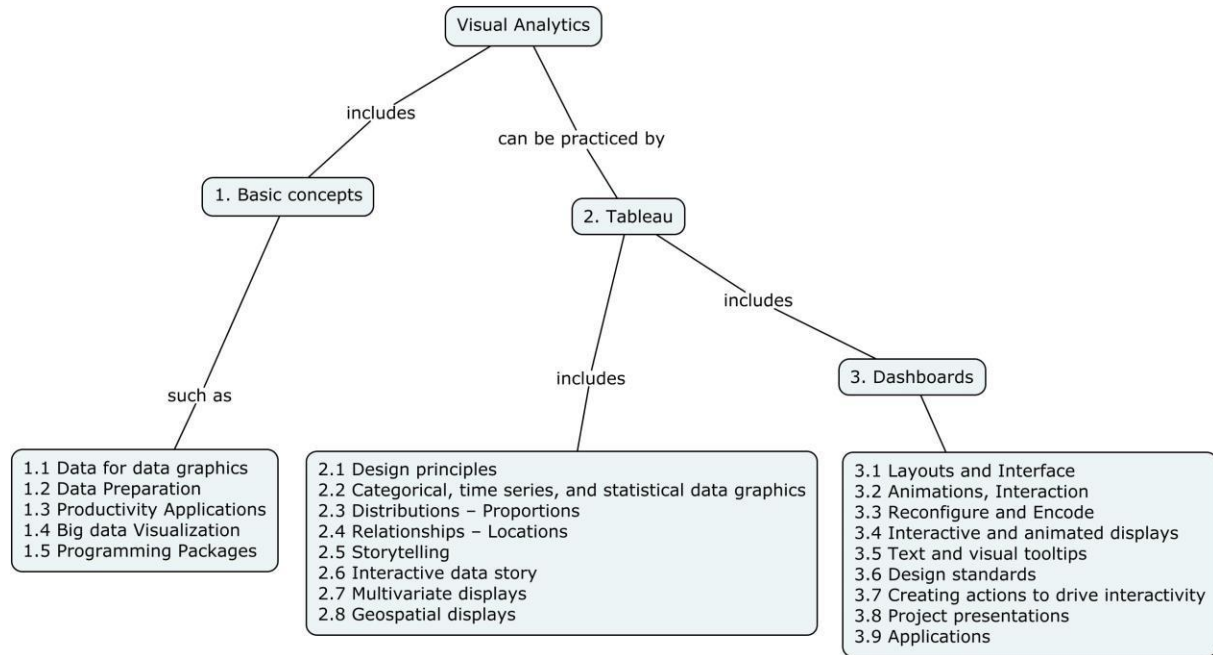 Visual Analytics
includes
can be practiced by
1. Basic concepts
2. Tableau
includes
3. Dashboards
includes
such as
1.1 Data for data graphics
1.2 Data Preparation
1.3 Productivity Applications
1.4 Big data Visualization
1.5 Programming Packages
2.1 Design principles
2.2 Categorical, time series, and statistical data graphics
2.3 Distributions – Proportions
2.4 Relationships – Locations
2.5 Storytelling
2.6 Interactive data story
2.7 Multivariate displays
2.8 Geospatial displays
3.1 Layouts and Interface
3.2 Animations, Interaction
3.3 Reconfigure and Encode
3.4 Interactive and animated displays
3.5 Text and visual tooltips
3.6 Design standards
3.7 Creating actions to drive interactivity
3.8 Project presentations
3.9 Applications